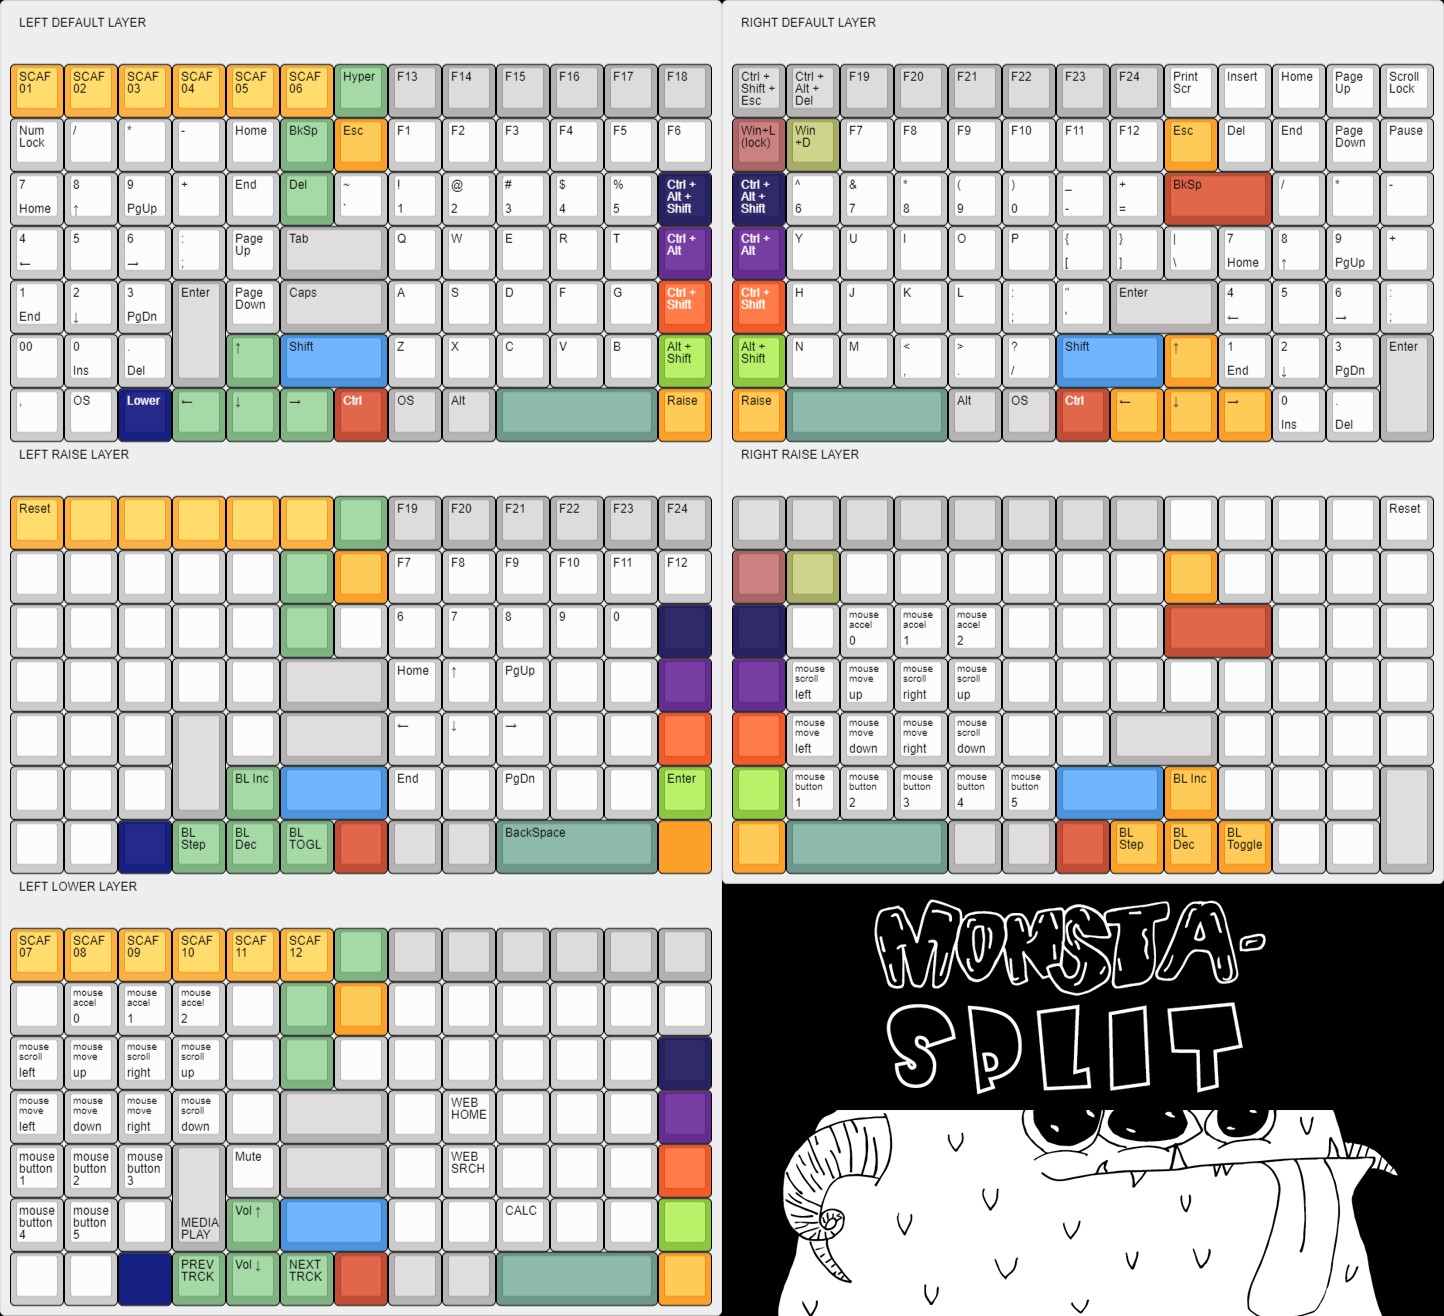 LEFT DEFAULT LAYER
SCAF 01 SCAF 02 SCAF 03 SCAF 04 SCAF 05 SCAF 06 Hyper F13 F14 F15 F16 F17 F18
Num Lock / * - Home BkSp Esc F1 F2 F3 F4 F5 F6
7 Home 8 ↑ 9 PgUp + End Del ~ ` ! 1 @ 2 # 3 $ 4 % 5 Ctrl + Alt + Shift
4 ← 5 6 → : ; Page Up Tab Q W E R T Ctrl + Alt
1 End 2 ↓ 3 PgDn Enter Page Down Caps A S D F G Ctrl + Shift
00 0 Ins . Del ↑ Shift Z X C V B Alt + Shift
, OS Lower ← ↓ → Ctrl OS Alt Raise
RIGHT DEFAULT LAYER
Ctrl + Shift + Esc Ctrl + Alt + Del F19 F20 F21 F22 F23 F24 Print Scr Insert Home Page Up Scroll Lock
Win+L (lock) Win +D F7 F8 F9 F10 F11 F12 Esc Del End Page Down Pause
Ctrl + Alt + Shift ^ 6 & 7 * 8 ( 9 ) 0 _ - + = BkSp / * -
Ctrl + Alt Y U I O P { [ } ] | \ 7 Home 8 ↑ 9 PgUp +
Ctrl + Shift H J K L : ; " ' Enter 4 ← 5 6 → : ;
Alt + Shift N M < , > . ? / Shift ↑ 1 End 2 ↓ 3 PgDn Enter
Raise Alt OS Ctrl ← ↓ → 0 Ins . Del
LEFT RAISE LAYER
Reset F19 F20 F21 F22 F23 F24
F7 F8 F9 F10 F11 F12
6 7 8 9 0
Home ↑ PgUp
← ↓ →
BL Inc End PgDn Enter
BL Step BL Dec BL TOGL BackSpace
RIGHT RAISE LAYER
Reset
mouse accel 0 mouse accel 1 mouse accel 2
mouse scroll left mouse move up mouse scroll right mouse scroll up
mouse move left mouse move down mouse move right mouse scroll down
mouse button 1 mouse button 2 mouse button 3 mouse button 4 mouse button 5 BL Inc
BL Step BL Dec BL Toggle
LEFT LOWER LAYER
SCAF 07 SCAF 08 SCAF 09 SCAF 10 SCAF 11 SCAF 12
mouse accel 0 mouse accel 1 mouse accel 2
mouse scroll left mouse move up mouse scroll right mouse scroll up
mouse move left mouse move down mouse move right mouse scroll down WEB HOME
mouse button 1 mouse button 2 mouse button 3 MEDIA PLAY Mute WEB SRCH
mouse button 4 mouse button 5 Vol ↑ CALC
PREV TRCK Vol ↓ NEXT TRCK
MONSTA-
SPLIT